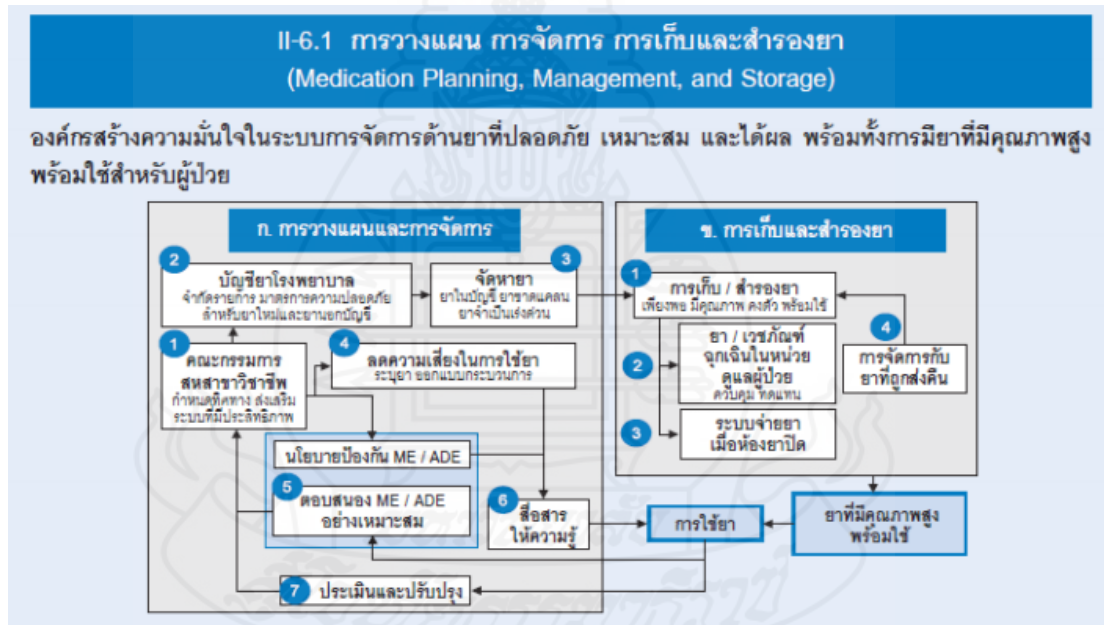 II-6.1 การวางแผน การจัดการ การเก็บและสำรองยา
(Medication Planning, Management, and Storage)
องค์กรสร้างความมั่นใจในระบบการจัดการด้านยาที่ปลอดภัย เหมาะสม และได้ผล พร้อมทั้งการมียาที่มีคุณภาพสูง
พร้อมใช้สำหรับผู้ป่วย
ก. การวางแผนและการจัดการ
2
บัญชียาโรงพยาบาล
จำกัดรายการ มาตรการความปลอดภัย
สำหรับยาใหม่และยานอกบัญชี
3
จัดหายา
ยาในบัญชี ยาขาดแคลน
ยาจำเป็นเร่งด่วน
1
คณะกรรมการ
สหสาขาวิชาชีพ
กำหนดทิศทาง ส่งเสริม
ระบบที่มีประสิทธิภาพ
4
ลดความเสี่ยงในการใช้ยา
ระบุยา ออกแบบกระบวนการ
นโยบายป้องกัน ME / ADE
5
ตอบสนอง ME / ADE
อย่างเหมาะสม
6
สื่อสาร
ให้ความรู้
7 ประเมินและปรับปรุง
ข. การเก็บและสำรองยา
1
การเก็บ / สำรองยา
เพียงพอ มีคุณภาพ คงตัว พร้อมใช้
2
ยา / เวชภัณฑ์
ฉุกเฉินในหน่วย
ดูแลผู้ป่วย
ควบคุม ทดแทน
3
ระบบจ่ายยา
เมื่อห้องยาปิด
4
การจัดการกับ
ยาที่ถูกส่งคืน
การใช้ยา
ยาที่มีคุณภาพสูง
พร้อมใช้